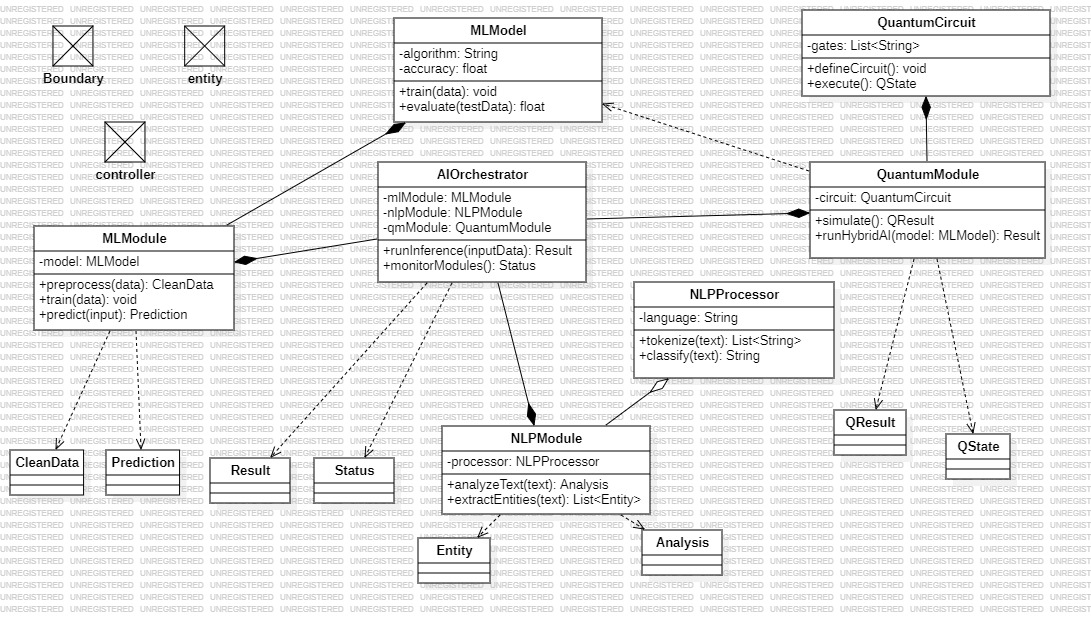 Boundary
entity
controller
MLModel
-algorithm: String
-accuracy: float
+train(data): void
+evaluate(testData): float
QuantumCircuit
-gates: List<String>
+defineCircuit(): void
+execute(): QState
AIOrchestrator
-mlModule: MLModule
-nlpModule: NLPModule
-qmModule: QuantumModule
+runInference(inputData): Result
+monitorModules(): Status
QuantumModule
-circuit: QuantumCircuit
+simulate(): QResult
+runHybridAI(model: MLModel): Result
MLModule
-model: MLModel
+preprocess(data): CleanData
+train(data): void
+predict(input): Prediction
NLPProcessor
-language: String
+tokenize(text): List<String>
+classify(text): String
NLPModule
-processor: NLPProcessor
+analyzeText(text): Analysis
+extractEntities(text): List<Entity>
CleanData
Prediction
Result
Status
QResult
QState
Entity
Analysis
UNREGISTERED